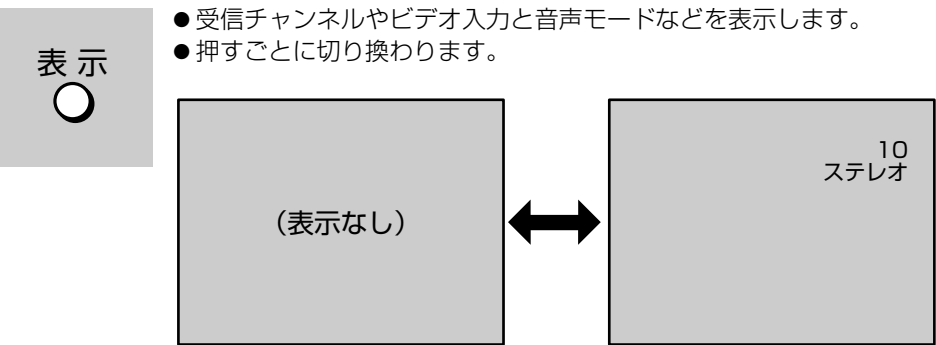 表示
●受信チャンネルやビデオ入力と音声モードなどを表示します。
●押すごとに切り換わります。
（表示なし）
10
ステレオ